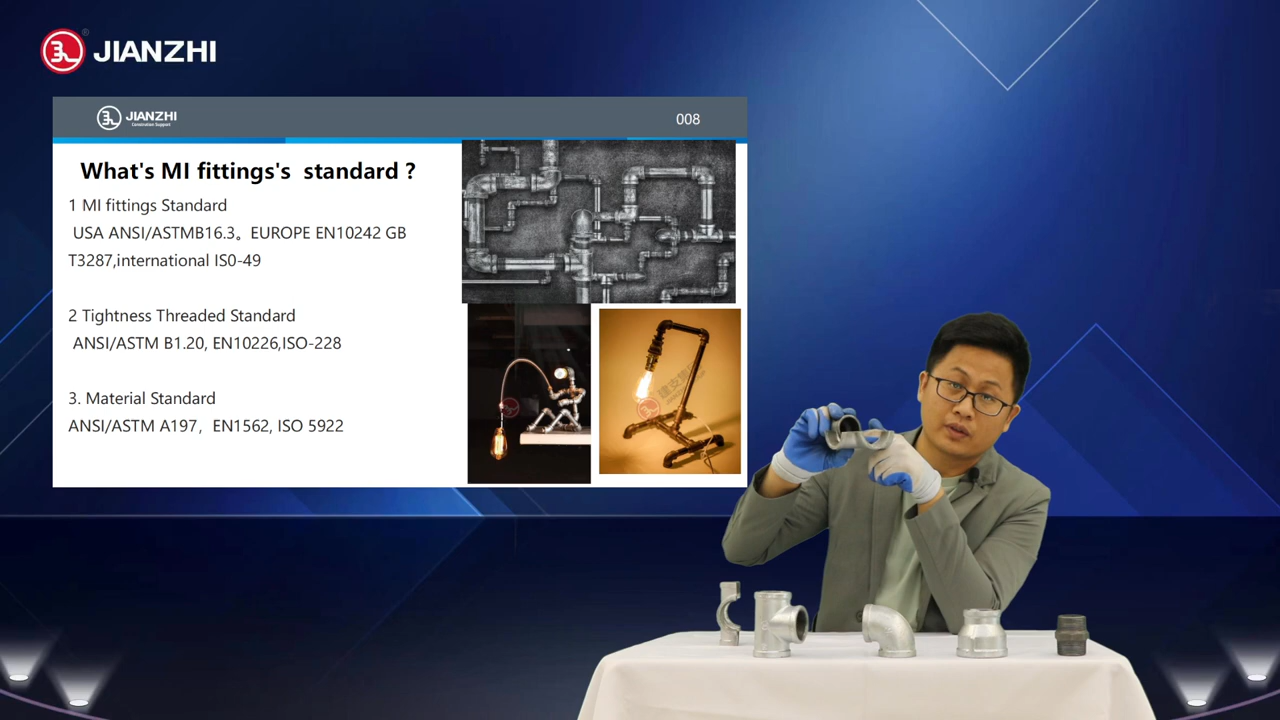 JIANZHI
JIANZHI
Construction Support
008
What's MI fittings's standard ?
1 MI fittings Standard
USA ANSI/ASTMB16.3。EUROPE EN10242 GB
T3287,international IS0-49
2 Tightness Threaded Standard
ANSI/ASTM B1.20, EN10226,ISO-228
3. Material Standard
ANSI/ASTM A197，EN1562, ISO 5922